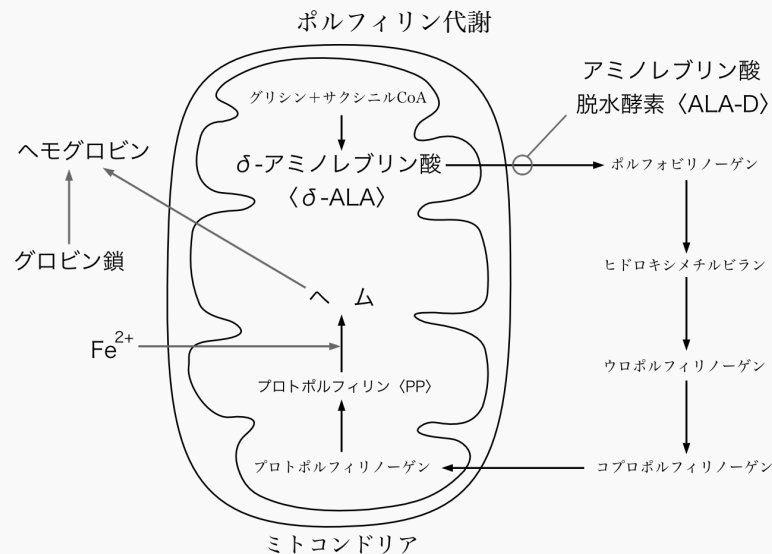 ポルフィリン代謝
グリシン＋サクシニルCoA
アミノレブリン酸
脱水酵素〈ALA-D〉
ヘモグロビン
δ-アミノレブリン酸
〈δ-ALA〉
ポルフォビリノーゲン
グロビン鎖
ヒドロキシメチルビラン
ヘ ム
Fe2+
ウロポルフィリノーゲン
プロトポルフィリン〈PP〉
プロトポルフィリノーゲン
コプロポルフィリノーゲン
ミトコンドリア